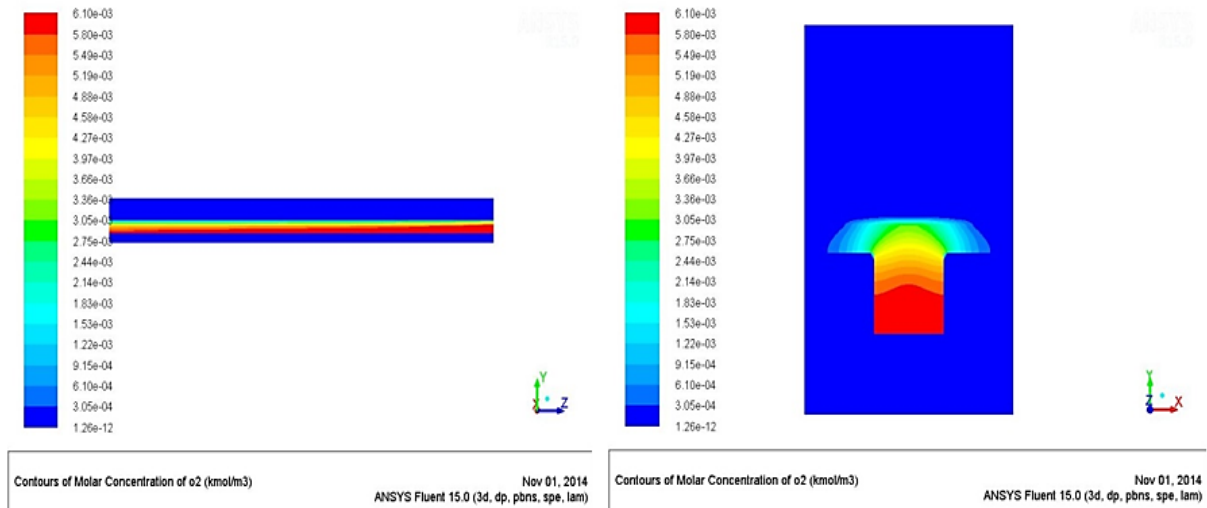 6.10e-03
5.80e-03
5.49e-03
5.19e-03
4.88e-03
4.58e-03
4.27e-03
3.97e-03
3.66e-03
3.36e-03
3.05e-03
2.75e-03
2.44e-03
2.14e-03
1.83e-03
1.53e-03
1.22e-03
9.15e-04
6.10e-04
3.05e-04
1.26e-12
Y
X Z
Contours of Molar Concentration of o2 (kmol/m3)
Nov 01, 2014
ANSYS Fluent 15.0 (3d, dp, pbns, spe, lam)
6.10e-03
5.80e-03
5.49e-03
5.19e-03
4.88e-03
4.58e-03
4.27e-03
3.97e-03
3.66e-03
3.36e-03
3.05e-03
2.75e-03
2.44e-03
2.14e-03
1.83e-03
1.53e-03
1.22e-03
9.15e-04
6.10e-04
3.05e-04
1.26e-12
Y
Z X
Contours of Molar Concentration of o2 (kmol/m3)
Nov 01, 2014
ANSYS Fluent 15.0 (3d, dp, pbns, spe, lam)